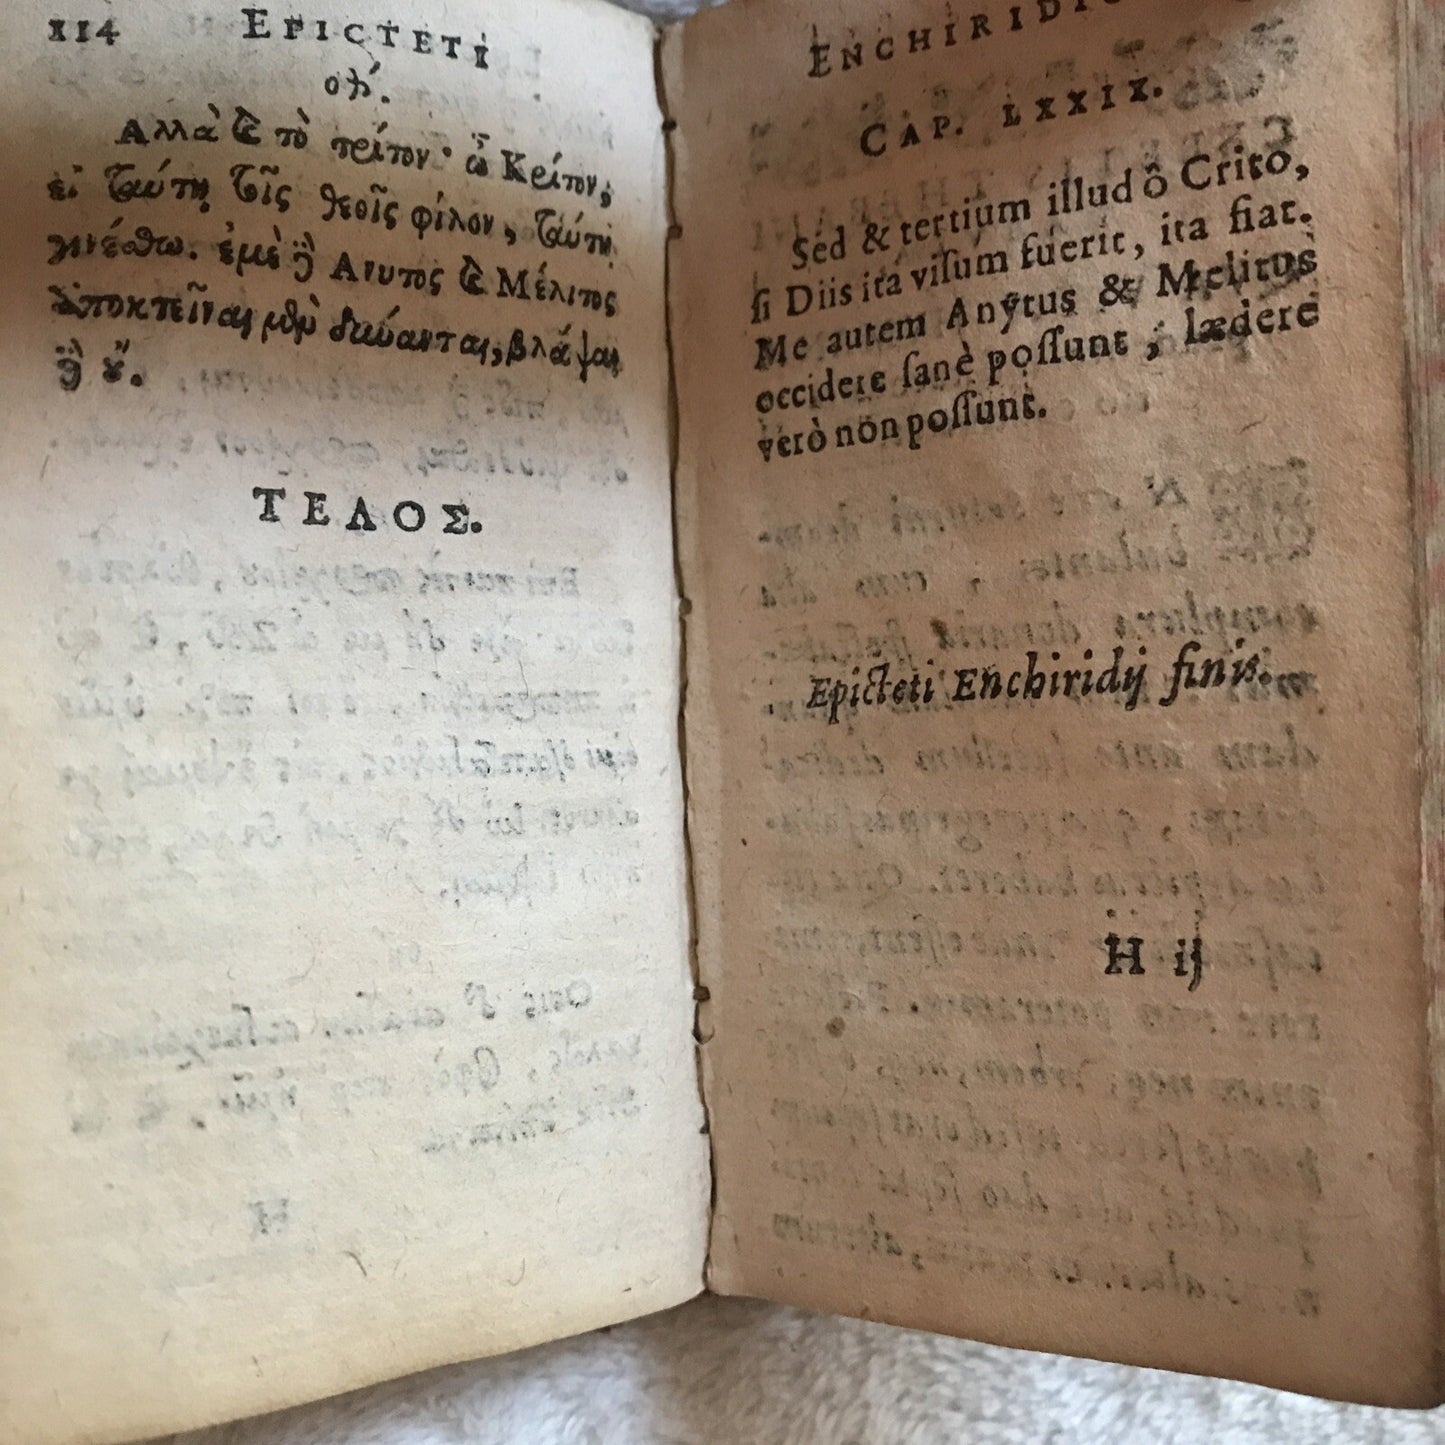 114 EPICTETI
οθ.
Αλλὰ καὶ τὸ τρίτον· ὦ Κρίτων,
εἰ ταύτῃ τοῖς θεοῖς φίλον, ταύτῃ
γινέσθω. ἐμὲ δὲ Ανυτος καὶ Μέλιτος
ἀποκτεῖναι μὲν δύνανται, βλάψαι
δὲ οὔ.
ΤΕΛΟΣ.
ENCHIRIDIO
CAP. LXXIX.
Sed & tertium illud ô Crito,
ſi Diis ita viſum fuerit, ita fiat.
Me autem Anytus & Melitus
occidere ſanè poſſunt, lædere
verò non poſſunt.
Epicteti Enchiridij finis.
H ij